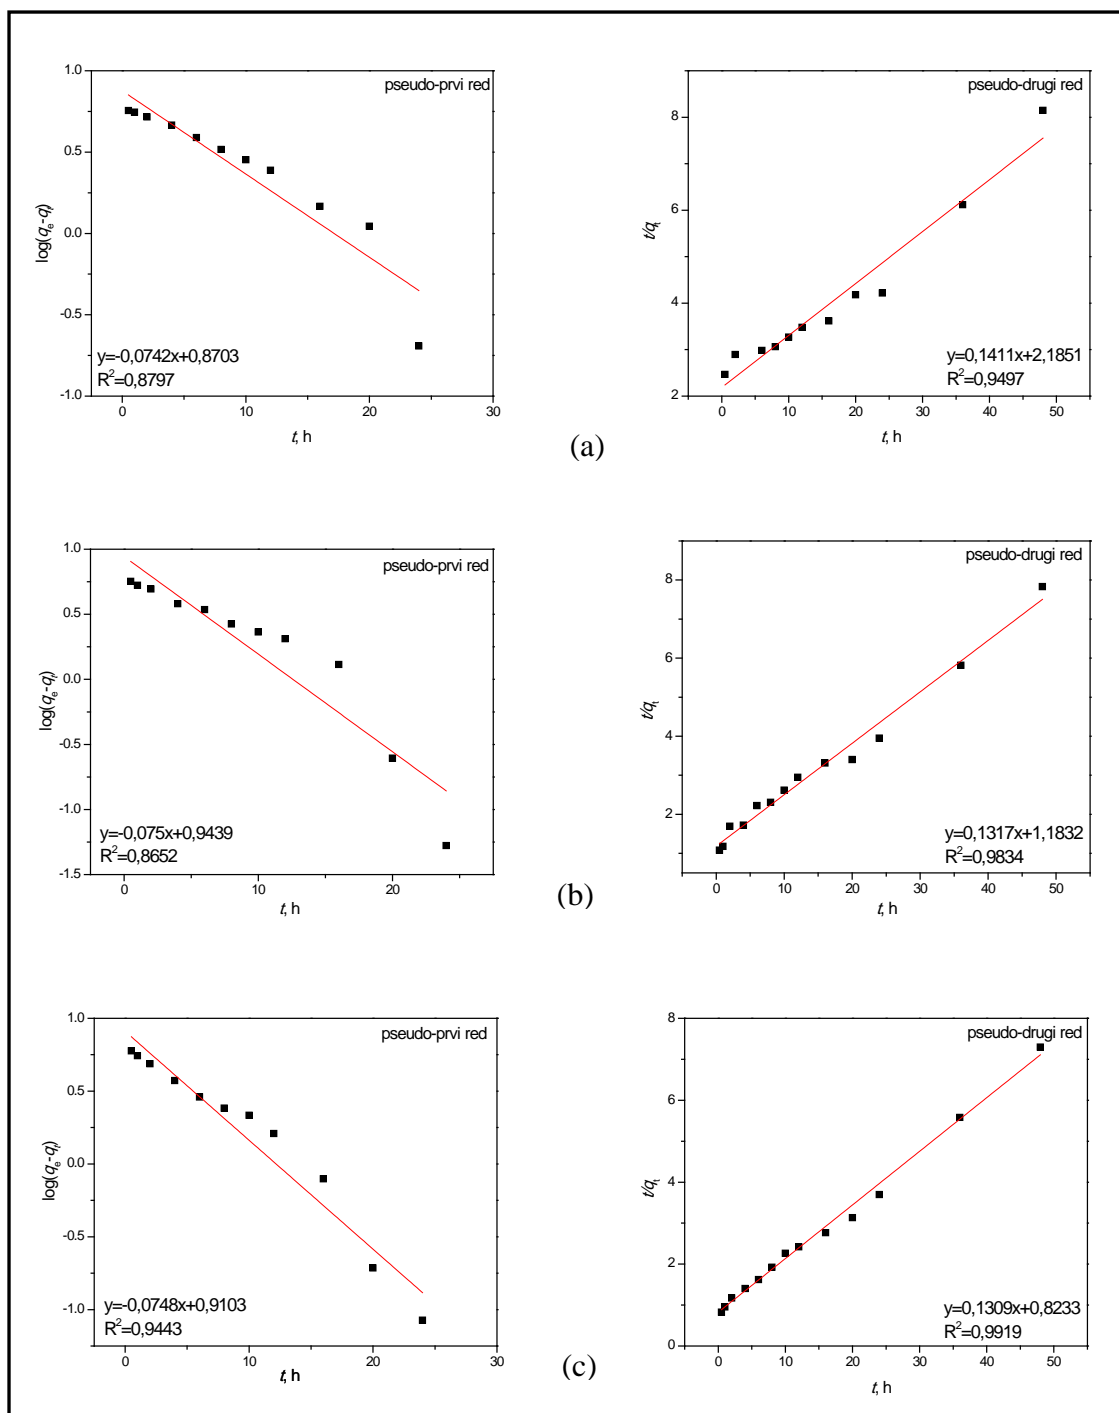 pseudo-prvi red
1.0
0.5
0.0
-0.5
-1.0
log(qe-qt)
y=-0,0742x+0,8703
R²=0,8797
0
10
20
30
t, h
pseudo-drugi red
8
6
4
2
t/qt
y=0,1411x+2,1851
R²=0,9497
0
10
20
30
40
50
t, h
(a)
pseudo-prvi red
1.0
0.5
0.0
-0.5
-1.0
-1.5
log(qe-qt)
y=-0,075x+0,9439
R²=0,8652
0
10
20
t, h
pseudo-drugi red
8
6
4
2
t/qt
y=0,1317x+1,1832
R²=0,9834
0
10
20
30
40
50
t, h
(b)
pseudo-prvi red
1.0
0.5
0.0
-0.5
-1.0
log(qe-qt)
y=-0,0748x+0,9103
R²=0,9443
0
10
20
30
t, h
pseudo-drugi red
8
6
4
2
0
t/qt
y=0,1309x+0,8233
R²=0,9919
0
10
20
30
40
50
t, h
(c)